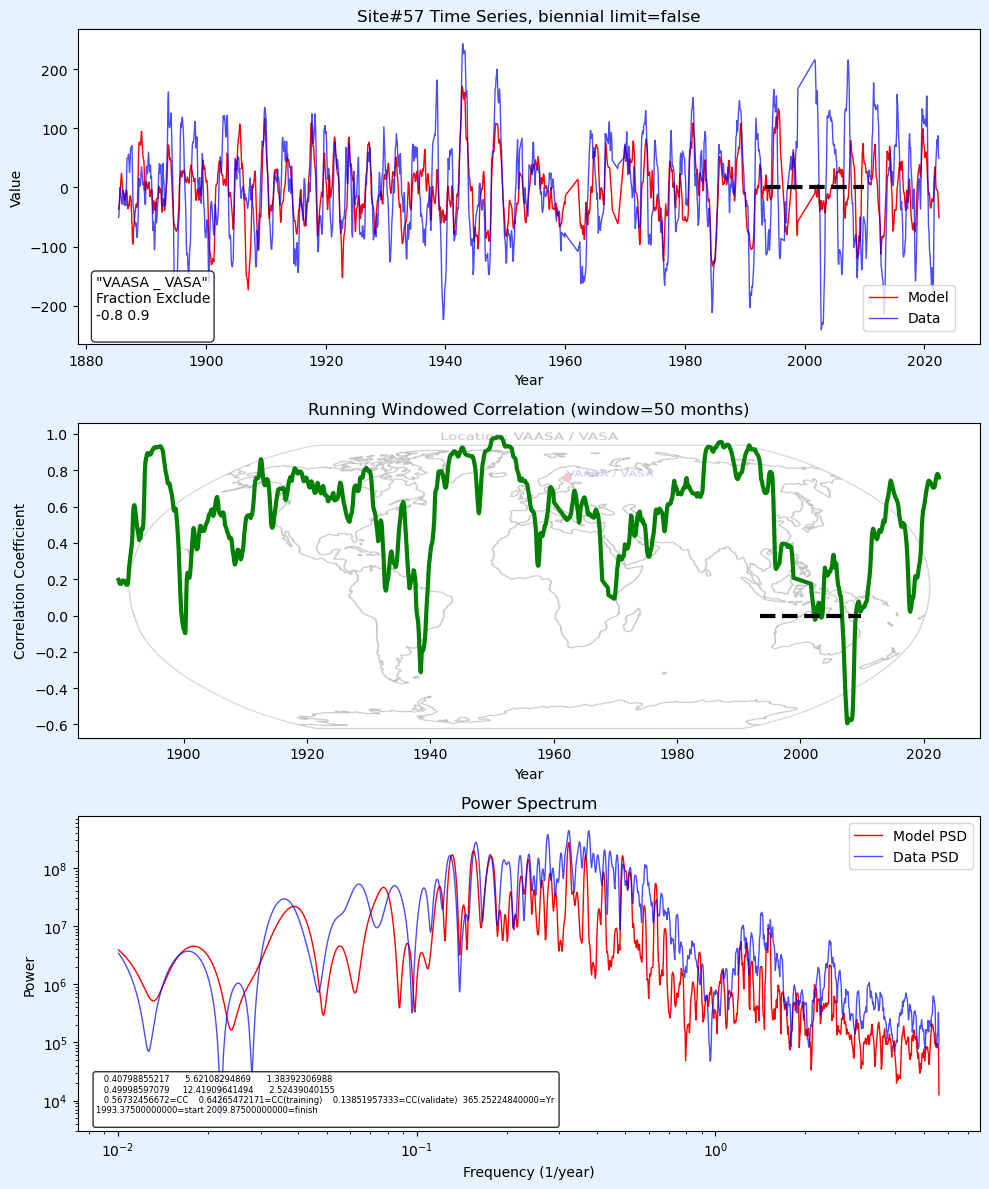 Site#57 Time Series, biennial limit=false
200
100
0
−100
−200
Value
"VAASA _ VASA"
Fraction Exclude
-0.8 0.9
Model
Data
1880 1900 1920 1940 1960 1980 2000 2020
Year
Running Windowed Correlation (window=50 months)
Location: VAASA / VASA
VAASA / VASA
1.0
0.8
0.6
0.4
0.2
0.0
−0.2
−0.4
−0.6
Correlation Coefficient
1900 1920 1940 1960 1980 2000 2020
Year
Power Spectrum
Model PSD
Data PSD
10⁸
10⁷
10⁶
10⁵
10⁴
Power
0.40798855217 5.62108294869 1.38392306988
0.49998597079 12.41909641494 2.52439040155
0.56732456672=CC 0.64265472171=CC(training) 0.13851957333=CC(validate) 365.25224840000=Yr
1993.37500000000=start 2009.87500000000=finish
10⁻² 10⁻¹ 10⁰
Frequency (1/year)